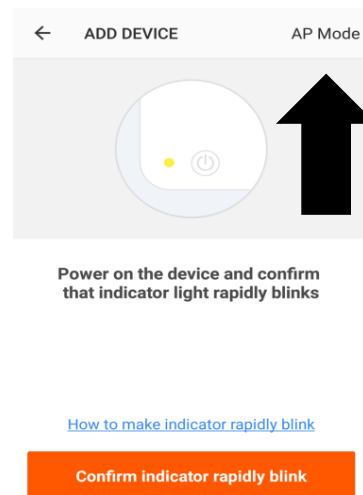 ADD DEVICE AP Mode
Power on the device and confirm
that indicator light rapidly blinks
How to make indicator rapidly blink
Confirm indicator rapidly blink